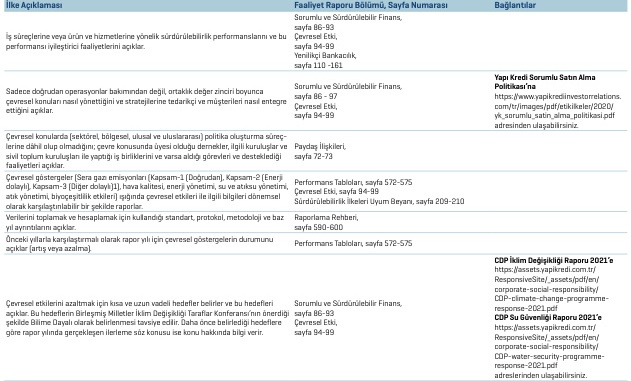 İlke Açıklaması
Faaliyet Raporu Bölümü, Sayfa Numarası
Bağlantılar
İş süreçlerine veya ürün ve hizmetlerine yönelik sürdürülebilirlik performanslarını ve bu
performansı iyileştirici faaliyetlerini açıklar.
Sorumlu ve Sürdürülebilir Finans,
sayfa 86-93
Çevresel Etki,
sayfa 94-99
Yenilikçi Bankacılık,
sayfa 110 -161
Sadece doğrudan operasyonlar bakımından değil, ortaklık değer zinciri boyunca
çevresel konuları nasıl yönettiğini ve stratejilerine tedarikçi ve müşterileri nasıl entegre
ettiğini açıklar.
Sorumlu ve Sürdürülebilir Finans,
sayfa 86 - 97
Çevresel Etki,
sayfa 94-99
Yapı Kredi Sorumlu Satın Alma
Politikası'na
https://www.yapikrediinvestorrelations.
com/tr/images/pdf/etikilkeler/2020/
yk_sorumlu_satin_alma_politikasi.pdf
adresinden ulaşabilirsiniz.
Çevresel konularda (sektörel, bölgesel, ulusal ve uluslararası) politika oluşturma süreç-
lerine dâhil olup olmadığını; çevre konusunda üyesi olduğu dernekler, ilgili kuruluşlar ve
sivil toplum kuruluşları ile yaptığı iş birliklerini ve varsa aldığı görevleri ve desteklediği
faaliyetleri açıklar.
Paydaş İlişkileri,
sayfa 72-73
Çevresel göstergeler (Sera gazı emisyonları (Kapsam-1 (Doğrudan), Kapsam-2 (Enerji
dolaylı), Kapsam-3 (Diğer dolaylı)1), hava kalitesi, enerji yönetimi, su ve atıksu yönetimi,
atık yönetimi, biyoçeşitlilik etkileri) ışığında çevresel etkileri ile ilgili bilgileri dönemsel
olarak karşılaştırılabilir bir şekilde raporlar.
Performans Tabloları, sayfa 572-575
Çevresel Etki, sayfa 94-99
Sürdürülebilirlik İlkeleri Uyum Beyanı, sayfa 209-210
Verilerini toplamak ve hesaplamak için kullandığı standart, protokol, metodoloji ve baz
yıl ayrıntılarını açıklar.
Raporlama Rehberi,
sayfa 590-600
Önceki yıllarla karşılaştırmalı olarak rapor yılı için çevresel göstergelerin durumunu
açıklar (artış veya azalma).
Performans Tabloları, sayfa 572-575
Çevresel etkilerini azaltmak için kısa ve uzun vadeli hedefler belirler ve bu hedefleri
açıklar. Bu hedeflerin Birleşmiş Milletler İklim Değişikliği Taraflar Konferansı'nın önerdiği
şekilde Bilime Dayalı olarak belirlenmesi tavsiye edilir. Daha önce belirlediği hedeflere
göre rapor yılında gerçekleşen ilerleme söz konusu ise konu hakkında bilgi verir.
Sorumlu ve Sürdürülebilir Finans,
sayfa 86-93
Çevresel Etki,
sayfa 94-99
CDP İklim Değişikliği Raporu 2021'e
https://assets.yapikredi.com.tr/
ResponsiveSite/_assets/pdf/en/
corporate-social-responsibility/
CDP-climate-change-programme-
response-2021.pdf
CDP Su Güvenliği Raporu 2021'e
https://assets.yapikredi.com.tr/
ResponsiveSite/_assets/pdf/en/
corporate-social-responsibility/
CDP-water-security-programme-
response-2021.pdf
adreslerinden ulaşabilirsiniz.